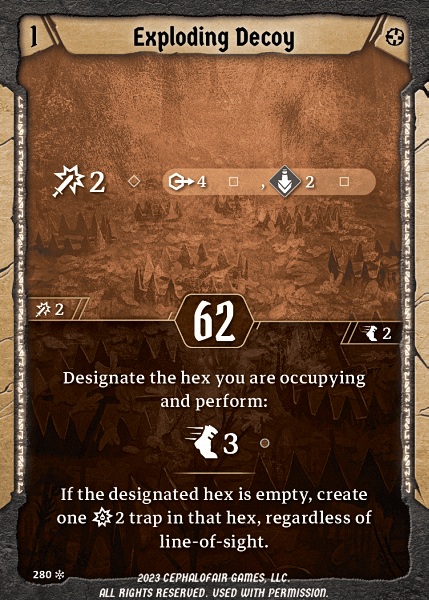 1 Exploding Decoy
2 4 , 2
2 62 2
Designate the hex you are occupying
and perform:
3
If the designated hex is empty, create
one 2 trap in that hex, regardless of
line-of-sight.
280
2023 CEPHALOFAIR GAMES, LLC.
ALL RIGHTS RESERVED. USED WITH PERMISSION.